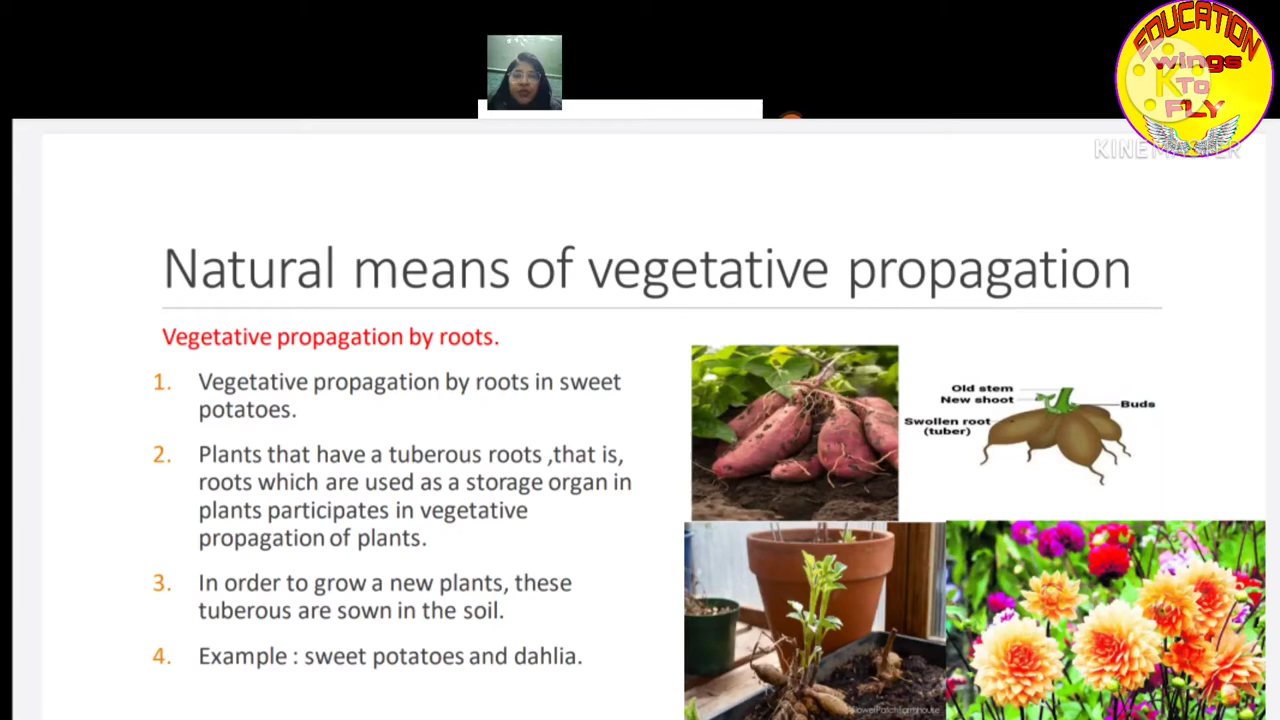 EDUCATION
wings
To
FLY
KINEMASTER
Natural means of vegetative propagation
Vegetative propagation by roots.
1. Vegetative propagation by roots in sweet
potatoes.
2. Plants that have a tuberous roots ,that is,
roots which are used as a storage organ in
plants participates in vegetative
propagation of plants.
3. In order to grow a new plants, these
tuberous are sown in the soil.
4. Example : sweet potatoes and dahlia.
Old stem
New shoot
Buds
Swollen root
(tuber)
FlowerPatchFarmhouse